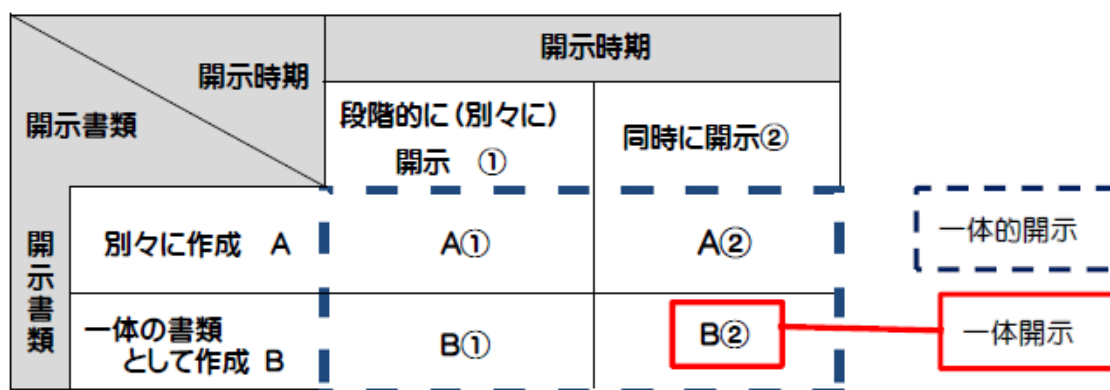 開示時期
開示時期
開示書類
段階的に(別々に)
開示 ①
同時に開示②
開示書類
別々に作成 A
A①
A②
一体的開示
一体の書類
として作成 B
B①
B②
一体開示